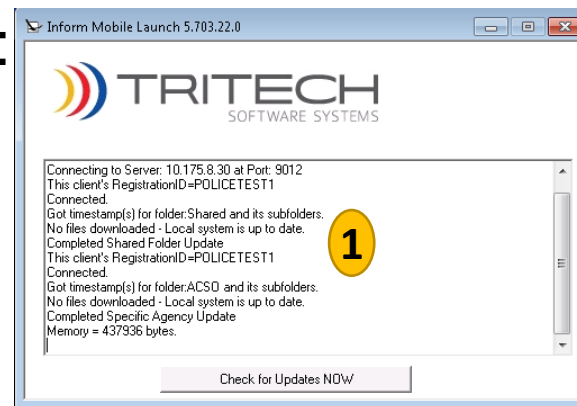 :
Inform Mobile Launch 5.703.22.0
TRITECH
SOFTWARE SYSTEMS
Connecting to Server: 10.175.8.30 at Port: 9012
This client's RegistrationID=POLICETEST1
Connected.
Got timestamp(s) for folder:Shared and its subfolders.
No files downloaded - Local system is up to date.
Completed Shared Folder Update
This client's RegistrationID=POLICETEST1
Connected.
Got timestamp(s) for folder:ACSO and its subfolders.
No files downloaded - Local system is up to date.
Completed Specific Agency Update
Memory = 437936 bytes.
1
Check for Updates NOW